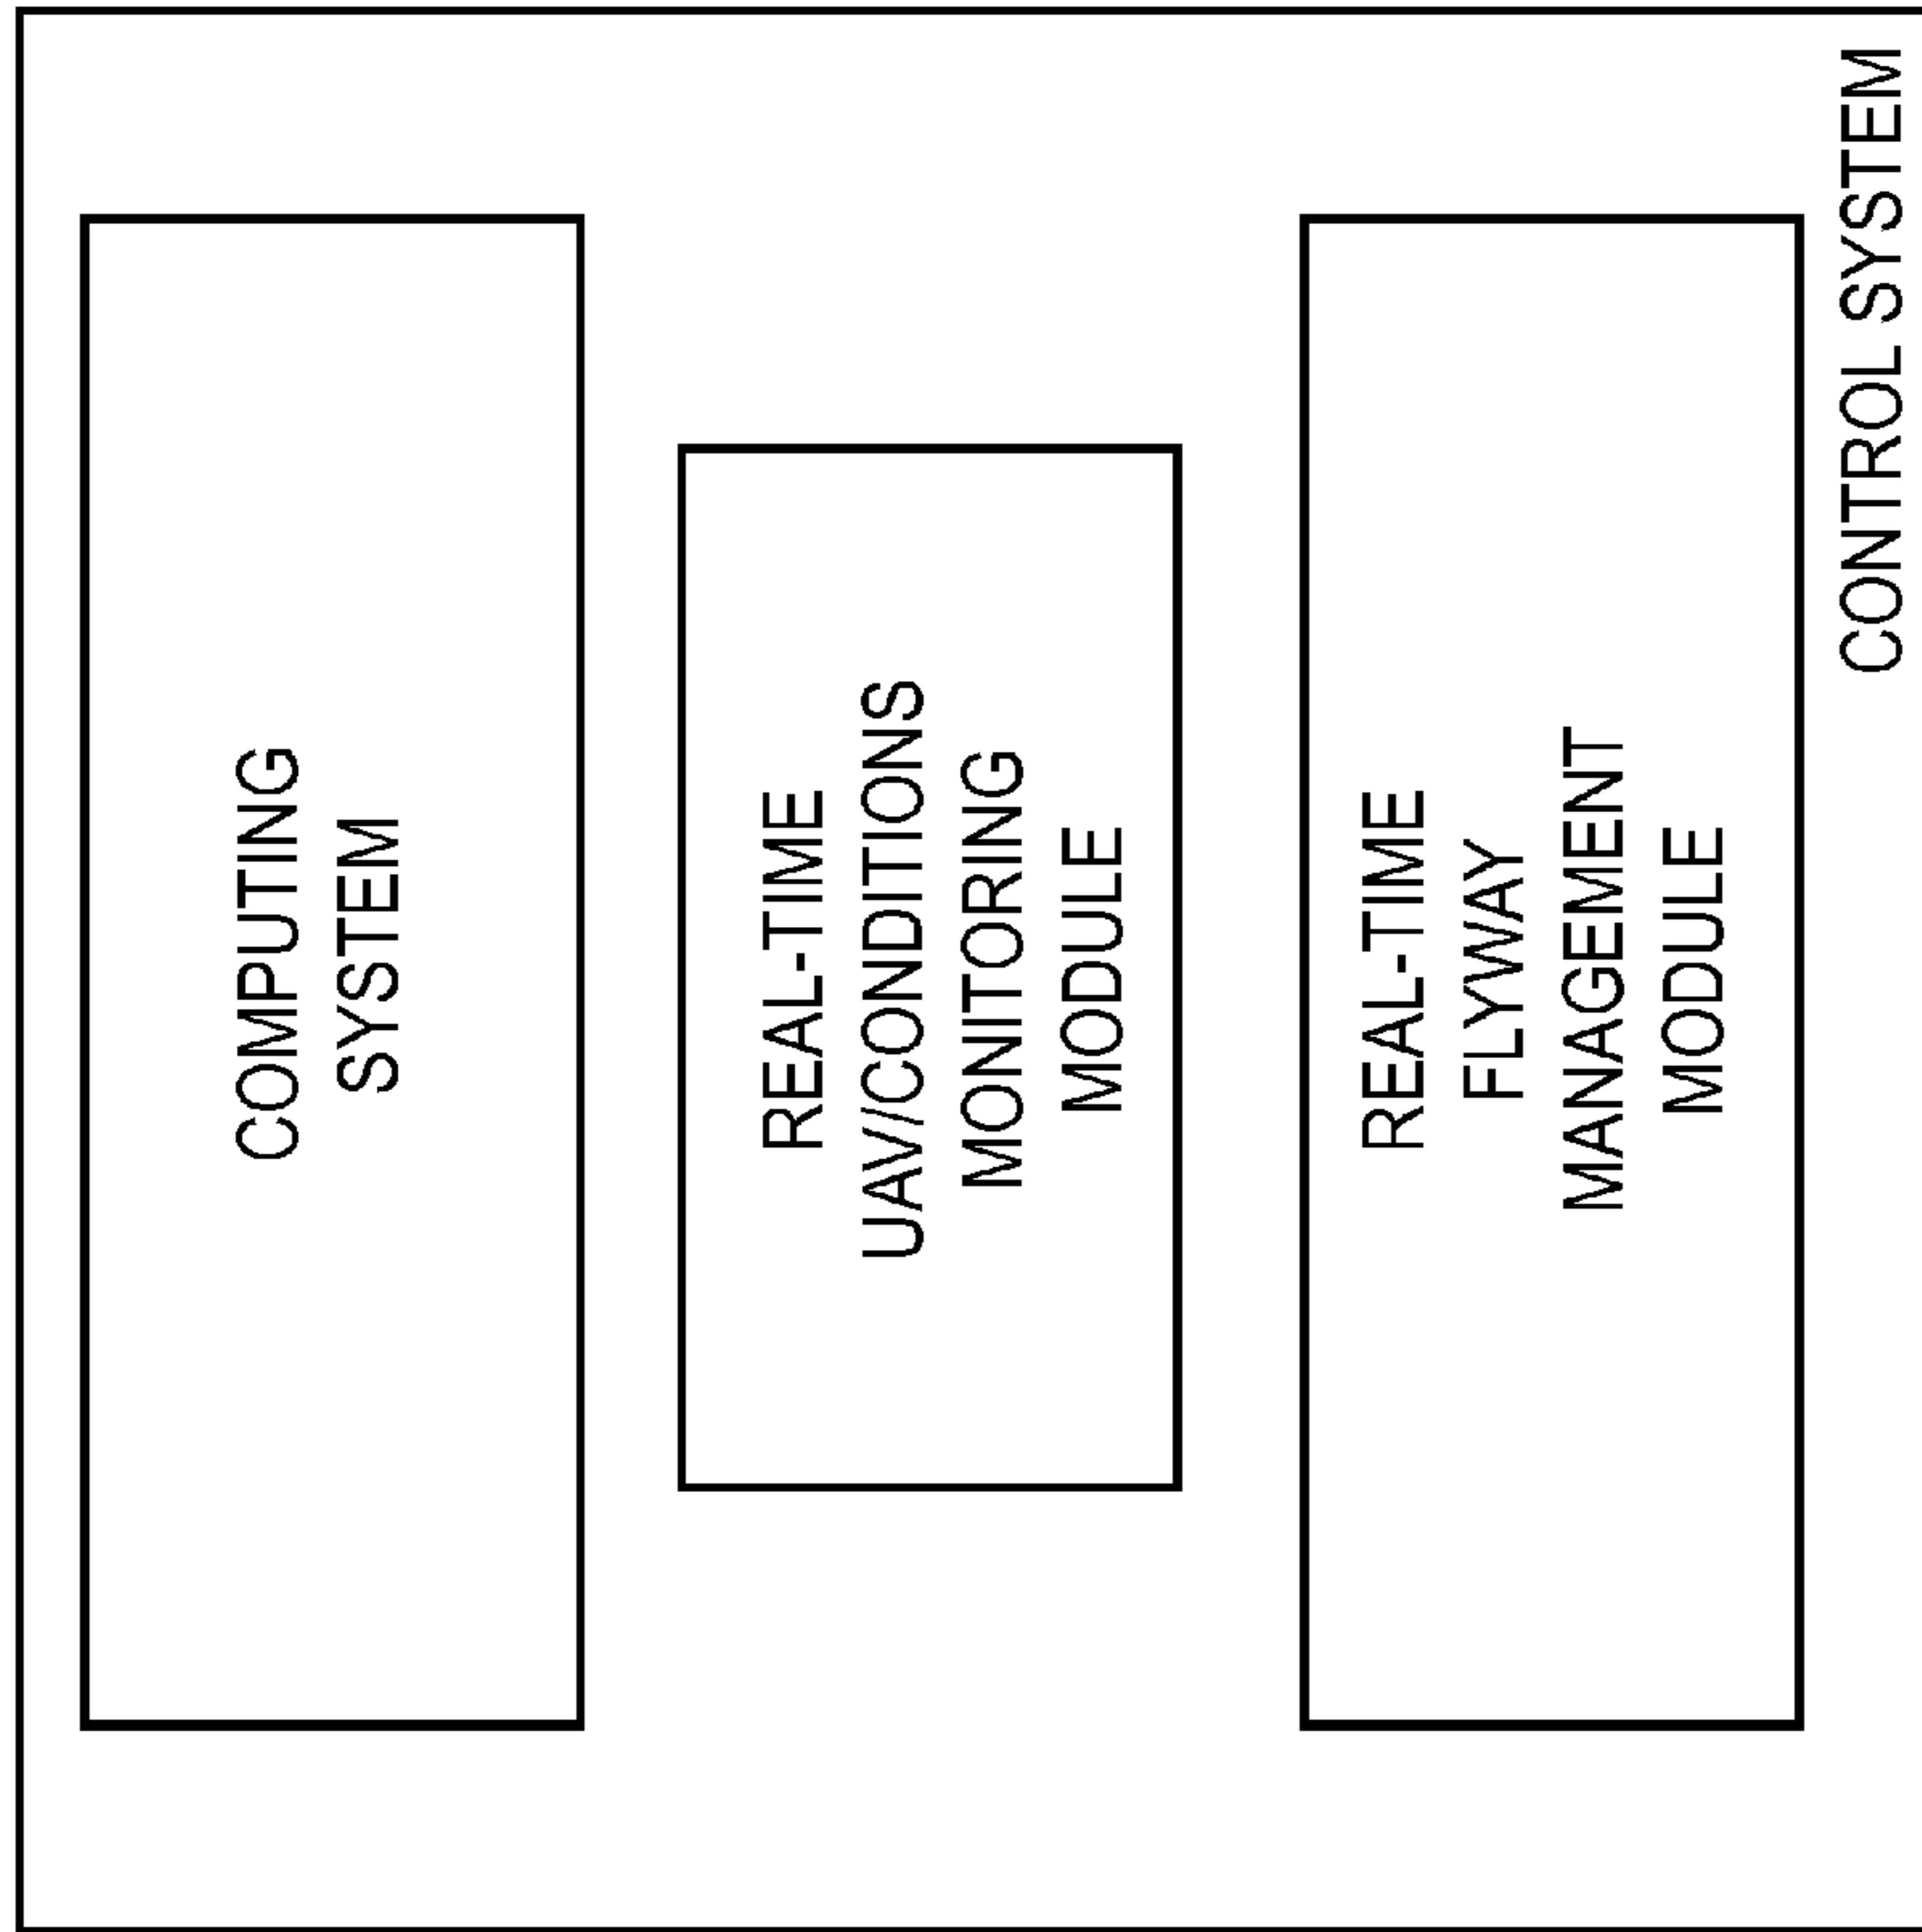 COMPUTING
SYSTEM
REAL-TIME
UAV/CONDITIONS
MONITORING
MODULE
REAL-TIME
FLYWAY
MANAGEMENT
MODULE
CONTROL SYSTEM